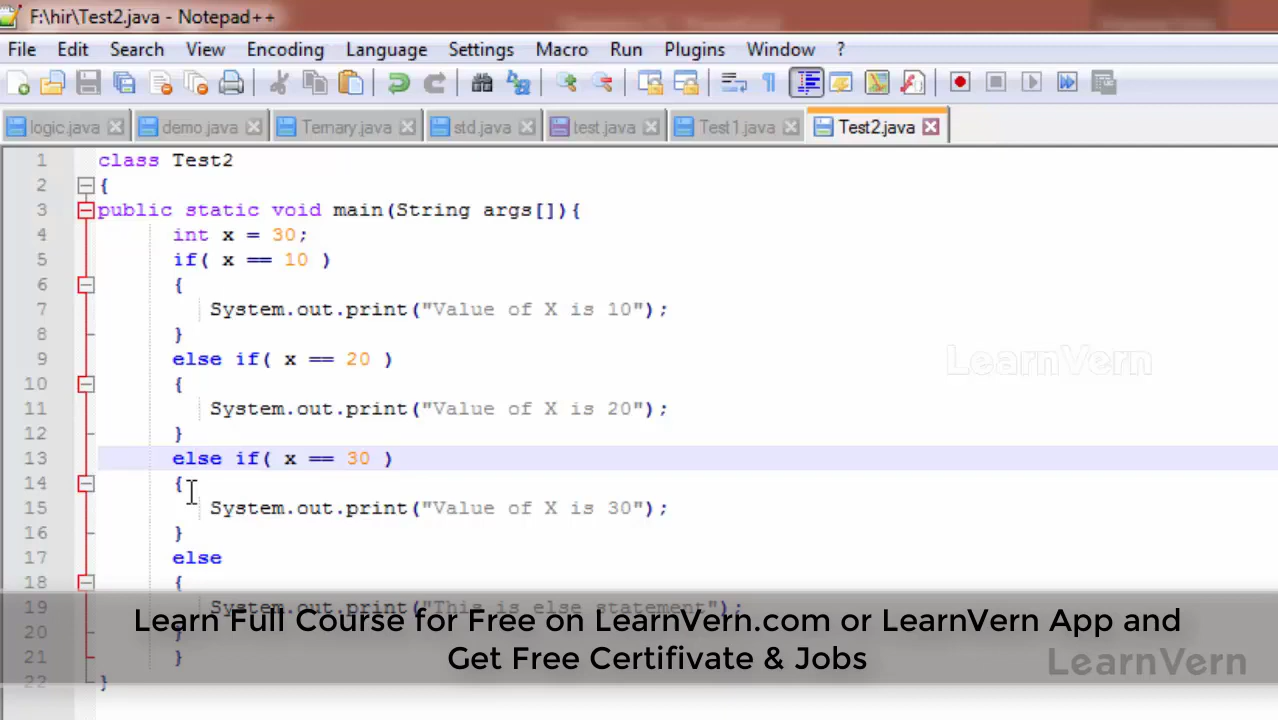 F:\hir\Test2.java - Notepad++
File Edit Search View Encoding Language Settings Macro Run Plugins Window ?
logic.java demo.java Ternary.java std.java test.java Test1.java Test2.java
1 class Test2
2 {
3 public static void main(String args[]){
4 int x = 30;
5 if( x == 10 )
6 {
7 System.out.print("Value of X is 10");
8 }
9 else if( x == 20 )
LearnVern
10 {
11 System.out.print("Value of X is 20");
12 }
13 else if( x == 30 )
14 {
15 System.out.print("Value of X is 30");
16 }
17 else
18 {
19 System.out.print("This is else statement");
20 }
21 }
22 }
Learn Full Course for Free on LearnVern.com or LearnVern App and
Get Free Certifivate & Jobs
LearnVern